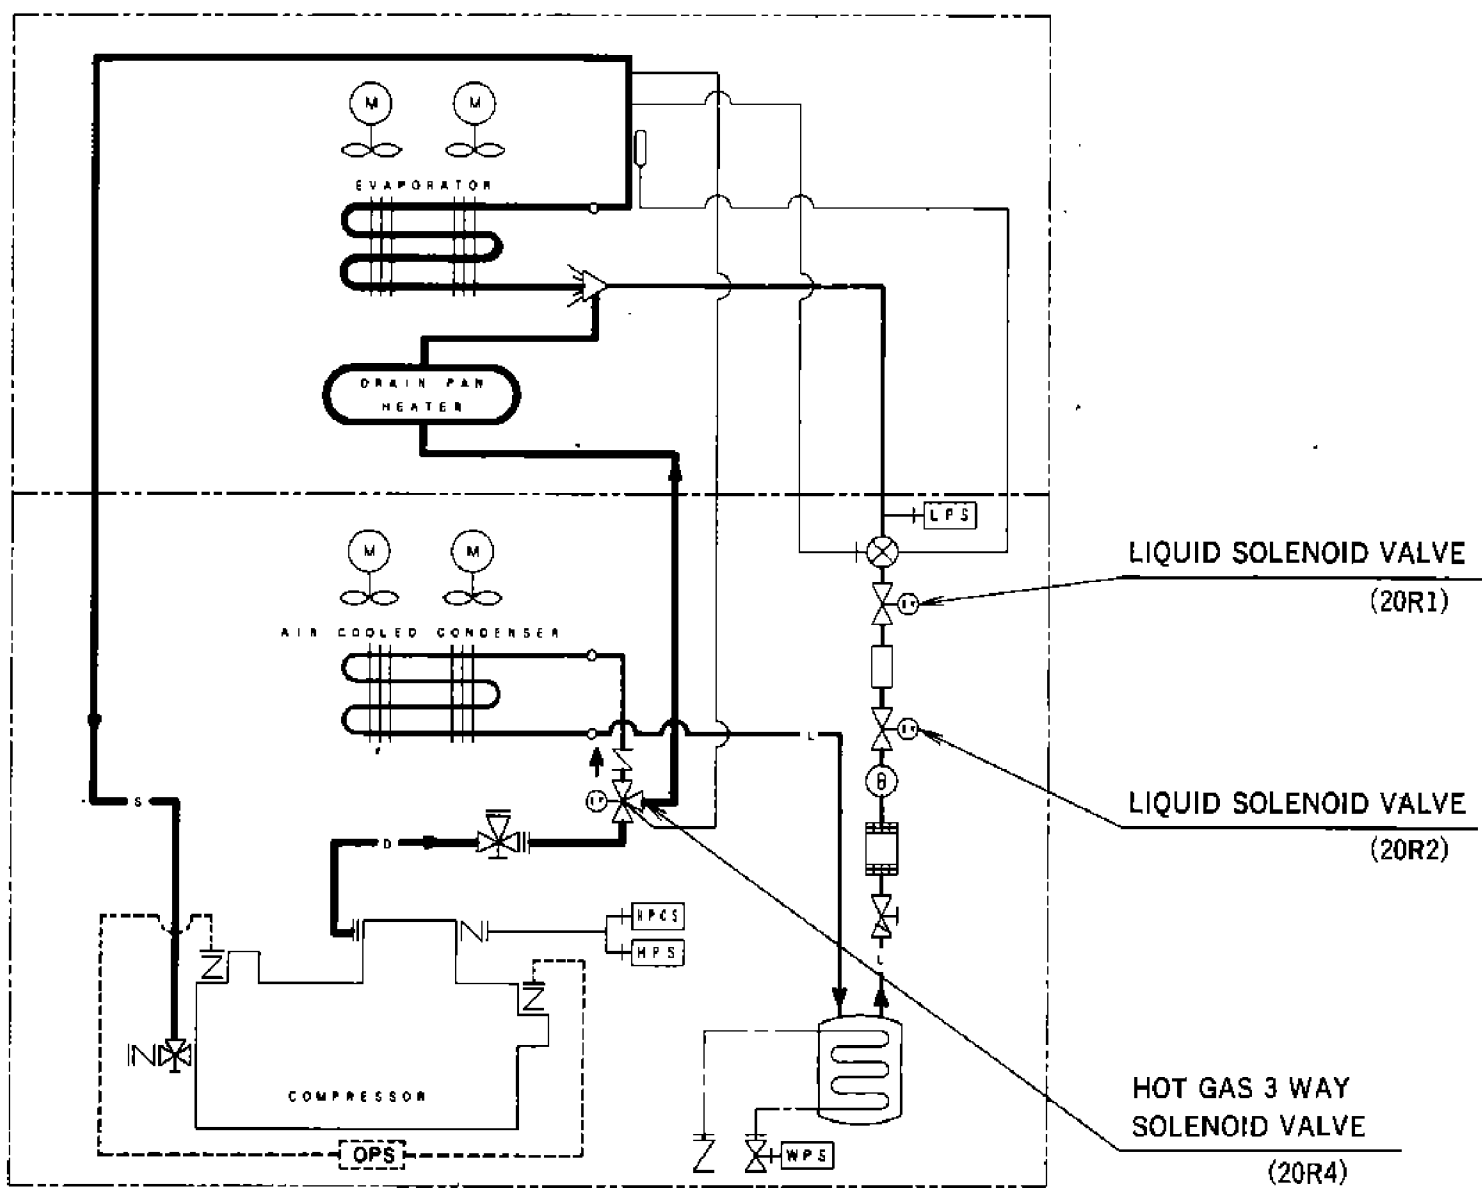 M M
EVAPORATOR
DRAIN PAN
HEATER
LPS
M M
LIQUID SOLENOID VALVE
(20R1)
AIR COOLED CONDENSER
L
LIQUID SOLENOID VALVE
(20R2)
S
D
HPCS
HPS
L
COMPRESSOR
HOT GAS 3 WAY
SOLENOID VALVE
(20R4)
OPS
WPS